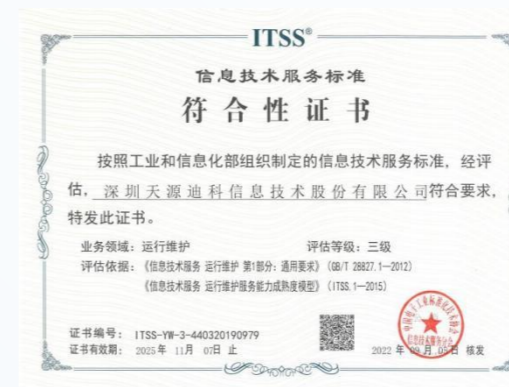 ITSS®
信息技术服务标准
符合性证书
按照工业和信息化部组织制定的信息技术服务标准，经评
估，深圳天源迪科信息技术股份有限公司符合要求，
特发此证书。
业务领域：运行维护 评估等级：三级
评估依据：《信息技术服务 运行维护 第1部分：通用要求》（GB/T 28827.1—2012）
《信息技术服务 运行维护服务能力成熟度模型》（ITSS.1—2015）
证书编号： ITSS-YW-3-440320190979
证书有效期： 2025年 11月 07日 止
2022 年 09 月 05 日 核发